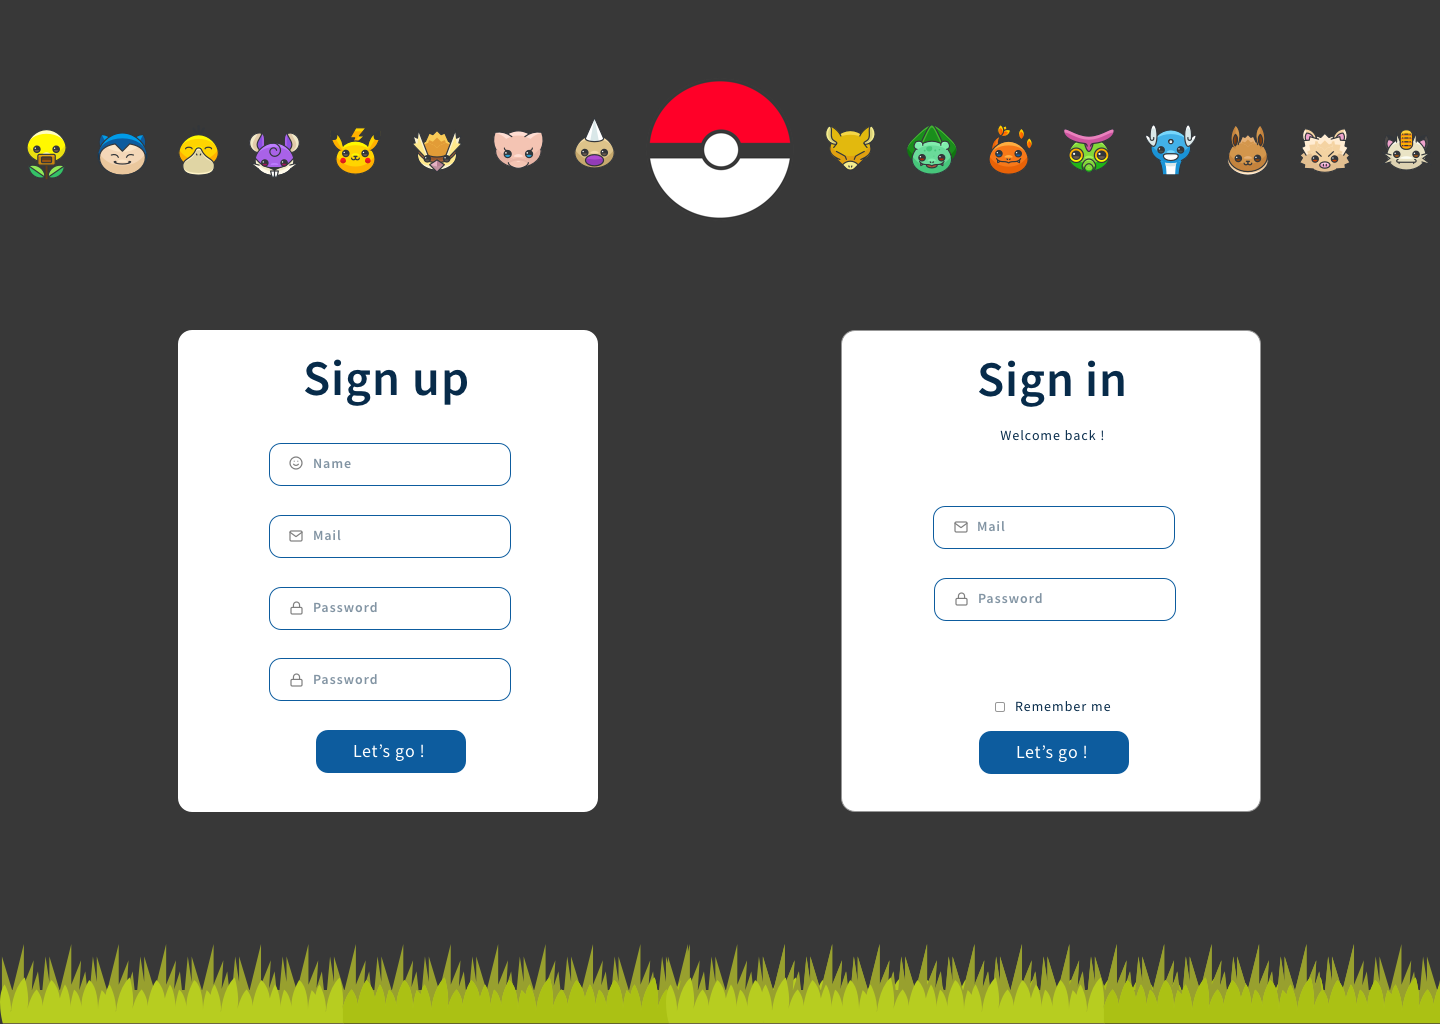 Sign up
Name
Mail
Password
Password
Let’s go !
Sign in
Welcome back !
Mail
Password
Remember me
Let’s go !